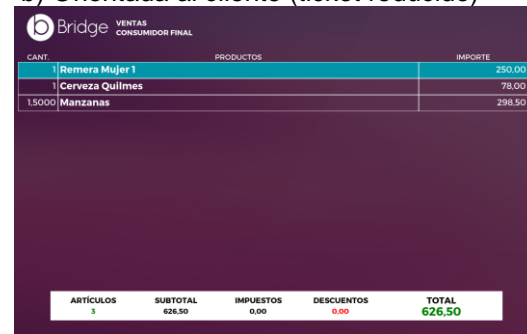 b) Orientada al cliente (ticket reducido)
b Bridge VENTAS
CONSUMIDOR FINAL
CANT. PRODUCTOS IMPORTE
1 Remera Mujer 1 250,00
1 Cerveza Quilmes 78,00
1,5000 Manzanas 298,50
ARTÍCULOS SUBTOTAL IMPUESTOS DESCUENTOS TOTAL
3 626,50 0,00 0,00 626,50